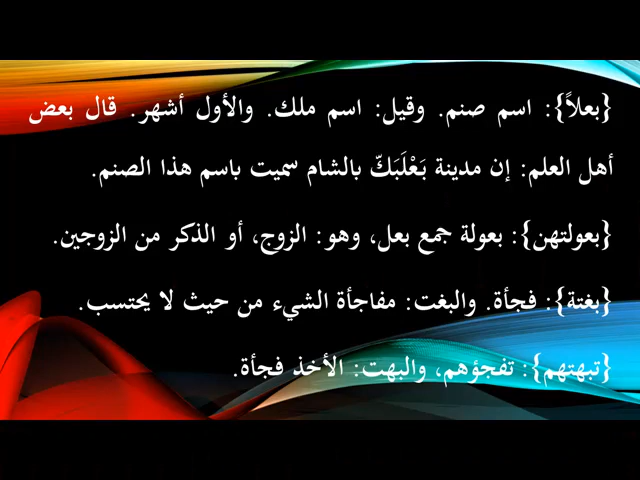 {بعلاً}: اسم صنم. وقيل: اسم ملك. والأول أشهر. قال بعض
أهل العلم: إن مدينة بَعْلَبَكّ بالشام سميت باسم هذا الصنم.
{بعولتهن}: بعولة جمع بعل، وهو: الزوج، أو الذكر من الزوجين.
{بغتة}: فجأة. والبغت: مفاجأة الشيء من حيث لا يحتسب.
{تبهتهم}: تفجؤهم، والبهت: الأخذ فجأة.